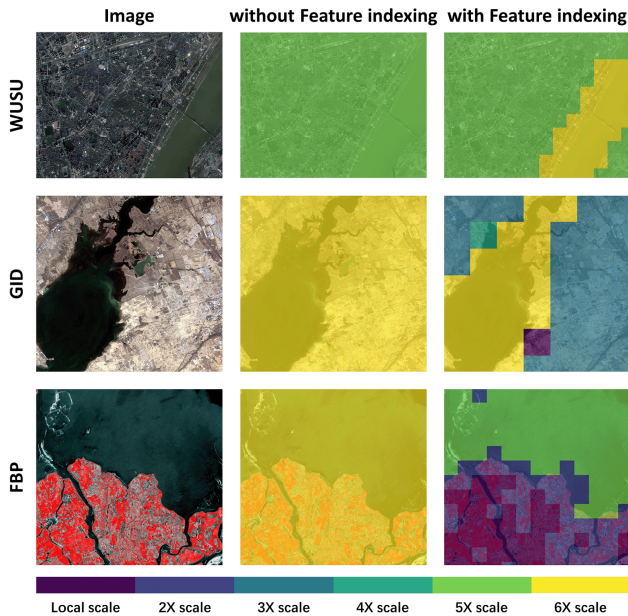 Image without Feature indexing with Feature indexing
WUSU
GID
FBP
Local scale 2X scale 3X scale 4X scale 5X scale 6X scale